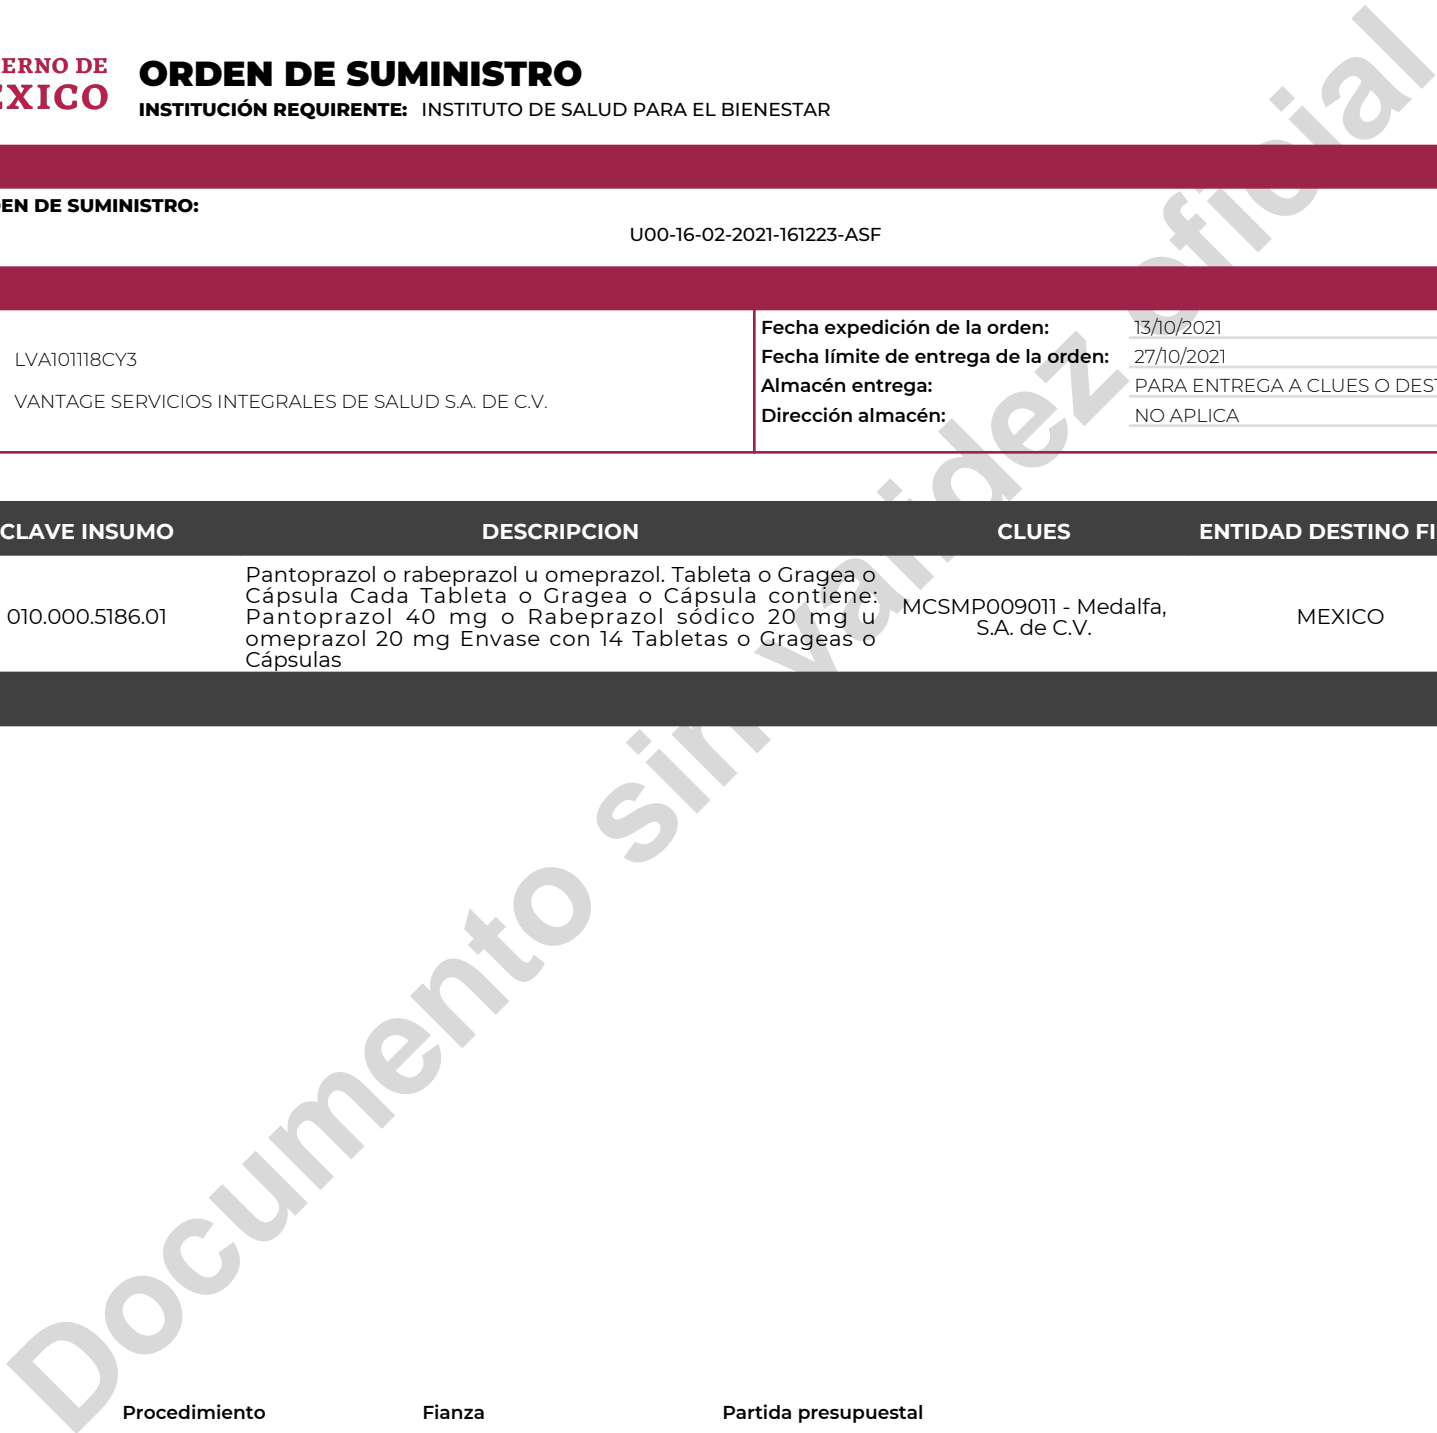 ERNO DE
EXICO
ORDEN DE SUMINISTRO
INSTITUCIÓN REQUIRENTE: INSTITUTO DE SALUD PARA EL BIENESTAR
EN DE SUMINISTRO:
U00-16-02-2021-161223-ASF
LVA101118CY3
VANTAGE SERVICIOS INTEGRALES DE SALUD S.A. DE C.V.
Fecha expedición de la orden: 13/10/2021
Fecha límite de entrega de la orden: 27/10/2021
Almacén entrega: PARA ENTREGA A CLUES O DEST
Dirección almacén: NO APLICA
CLAVE INSUMO DESCRIPCION CLUES ENTIDAD DESTINO FI
010.000.5186.01
Pantoprazol o rabeprazol u omeprazol. Tableta o Gragea o
Cápsula Cada Tableta o Gragea o Cápsula contiene:
Pantoprazol 40 mg o Rabeprazol sódico 20 mg u
omeprazol 20 mg Envase con 14 Tabletas o Grageas o
Cápsulas
MCSMP009011 - Medalfa,
S.A. de C.V.
MEXICO
Documento sin validez oficial
Procedimiento Fianza Partida presupuestal